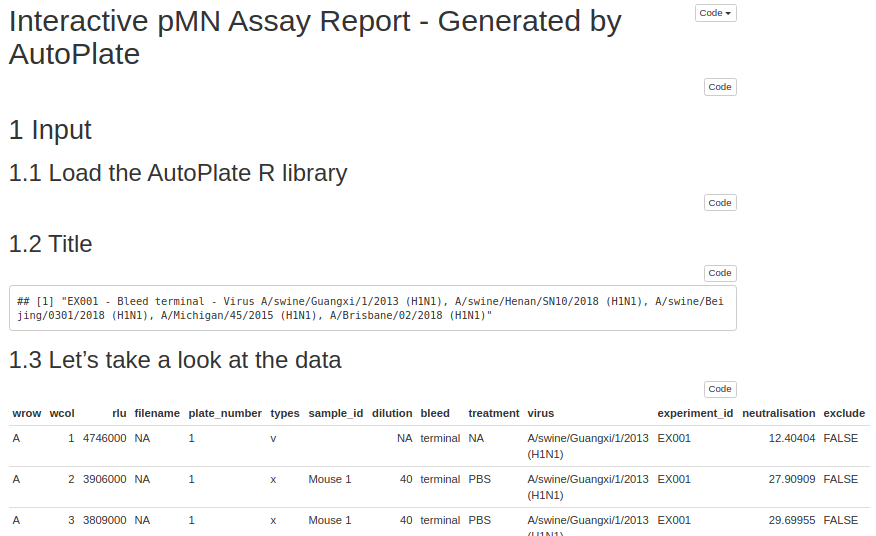 Interactive pMN Assay Report - Generated by
AutoPlate
Code
Code
1 Input
1.1 Load the AutoPlate R library
Code
1.2 Title
Code
## [1] "EX001 - Bleed terminal - Virus A/swine/Guangxi/1/2013 (H1N1), A/swine/Henan/SN10/2018 (H1N1), A/swine/Bei
jing/0301/2018 (H1N1), A/Michigan/45/2015 (H1N1), A/Brisbane/02/2018 (H1N1)"
1.3 Let’s take a look at the data
Code
wrow wcol rlu filename plate_number types sample_id dilution bleed treatment virus experiment_id neutralisation exclude
A 1 4746000 NA 1 v NA terminal NA A/swine/Guangxi/1/2013 EX001 12.40404 FALSE
(H1N1)
A 2 3906000 NA 1 x Mouse 1 40 terminal PBS A/swine/Guangxi/1/2013 EX001 27.90909 FALSE
(H1N1)
A 3 3809000 NA 1 x Mouse 1 40 terminal PBS A/swine/Guangxi/1/2013 EX001 29.69955 FALSE
(H1N1)